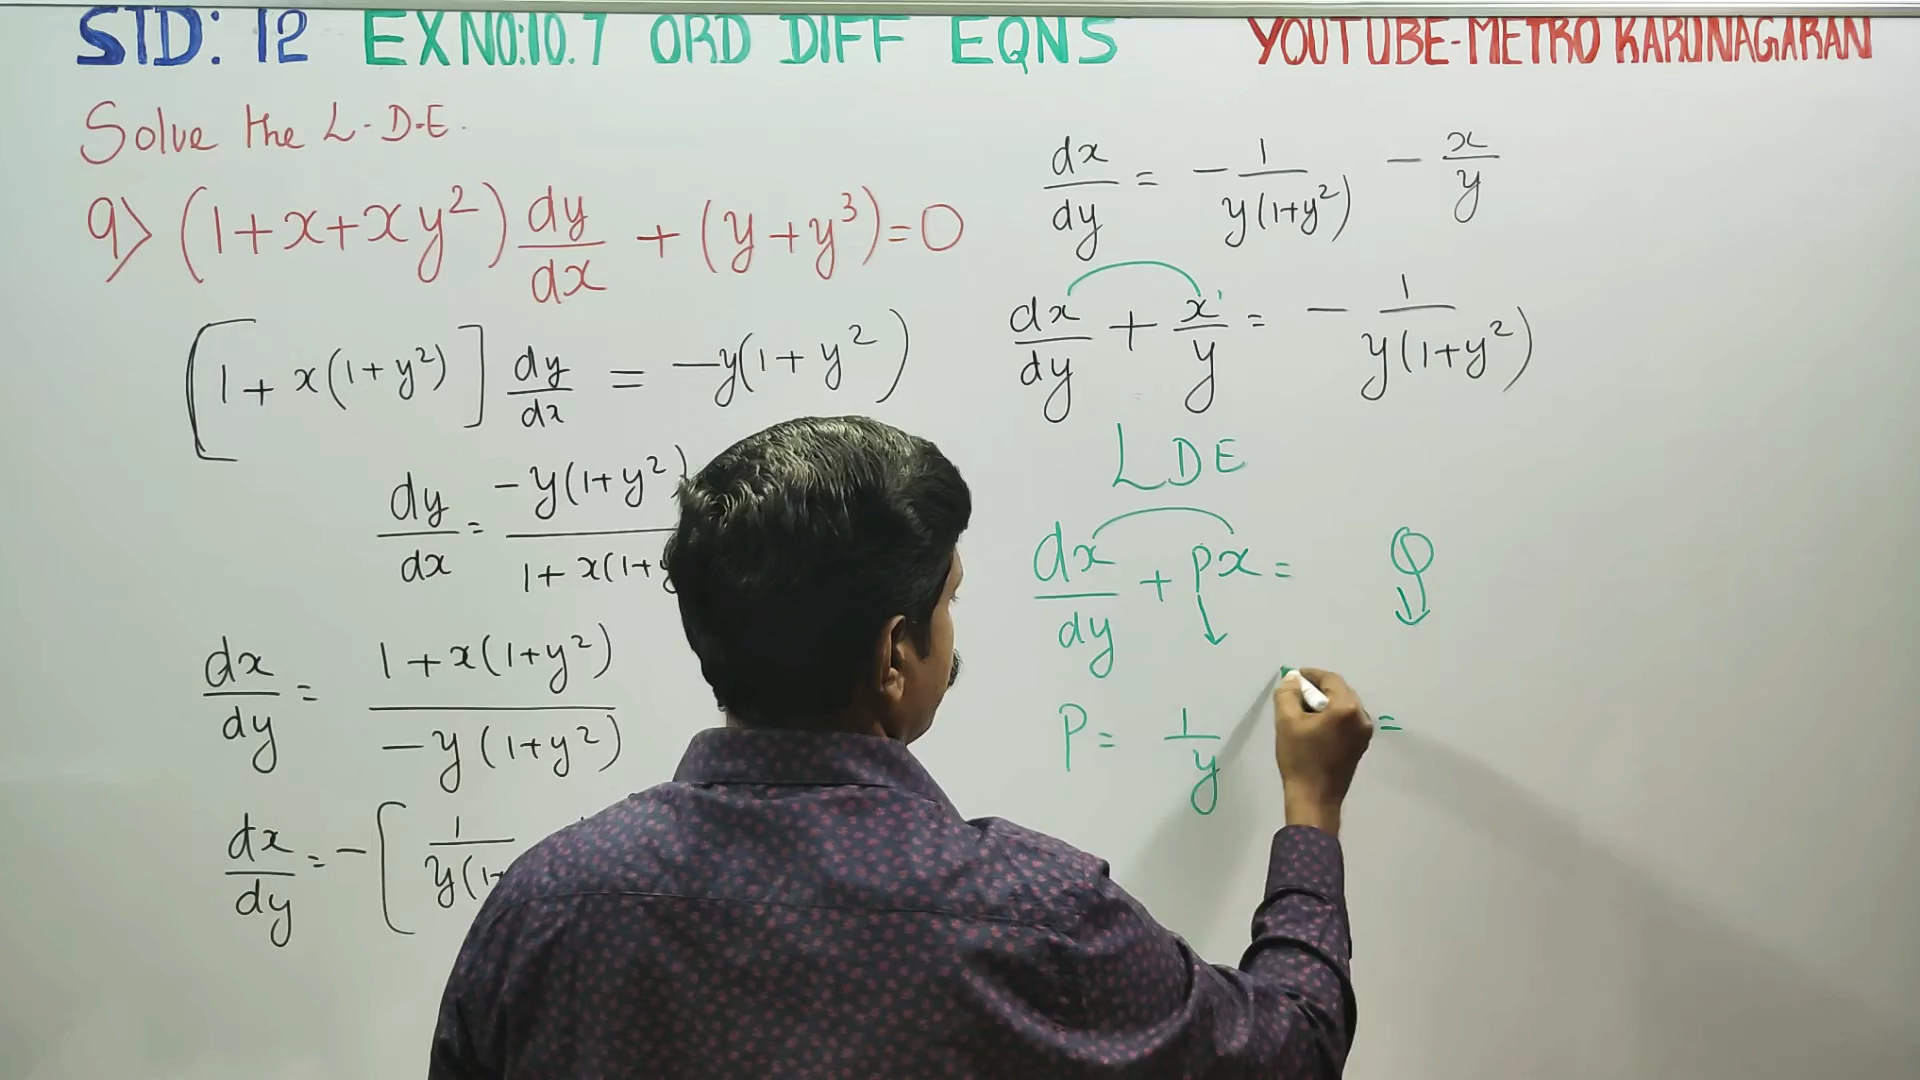 STD: 12 EXNO:10.7 ORD DIFF EQNS YOUTUBE-METRO KARUNAGARAN
Solve the L.D.E.
9> (1+x+xy²) dy/dx + (y+y³)=0
[1+x(1+y²)] dy/dx = -y(1+y²)
dy/dx = -y(1+y²)/1+x(1+y
dx/dy = 1+x(1+y²)/-y(1+y²)
dx/dy = -[1/y(1+
dx/dy = -1/y(1+y²) - x/y
dx/dy + x/y = -1/y(1+y²)
LDE
dx/dy + px = Q
P = 1/y =